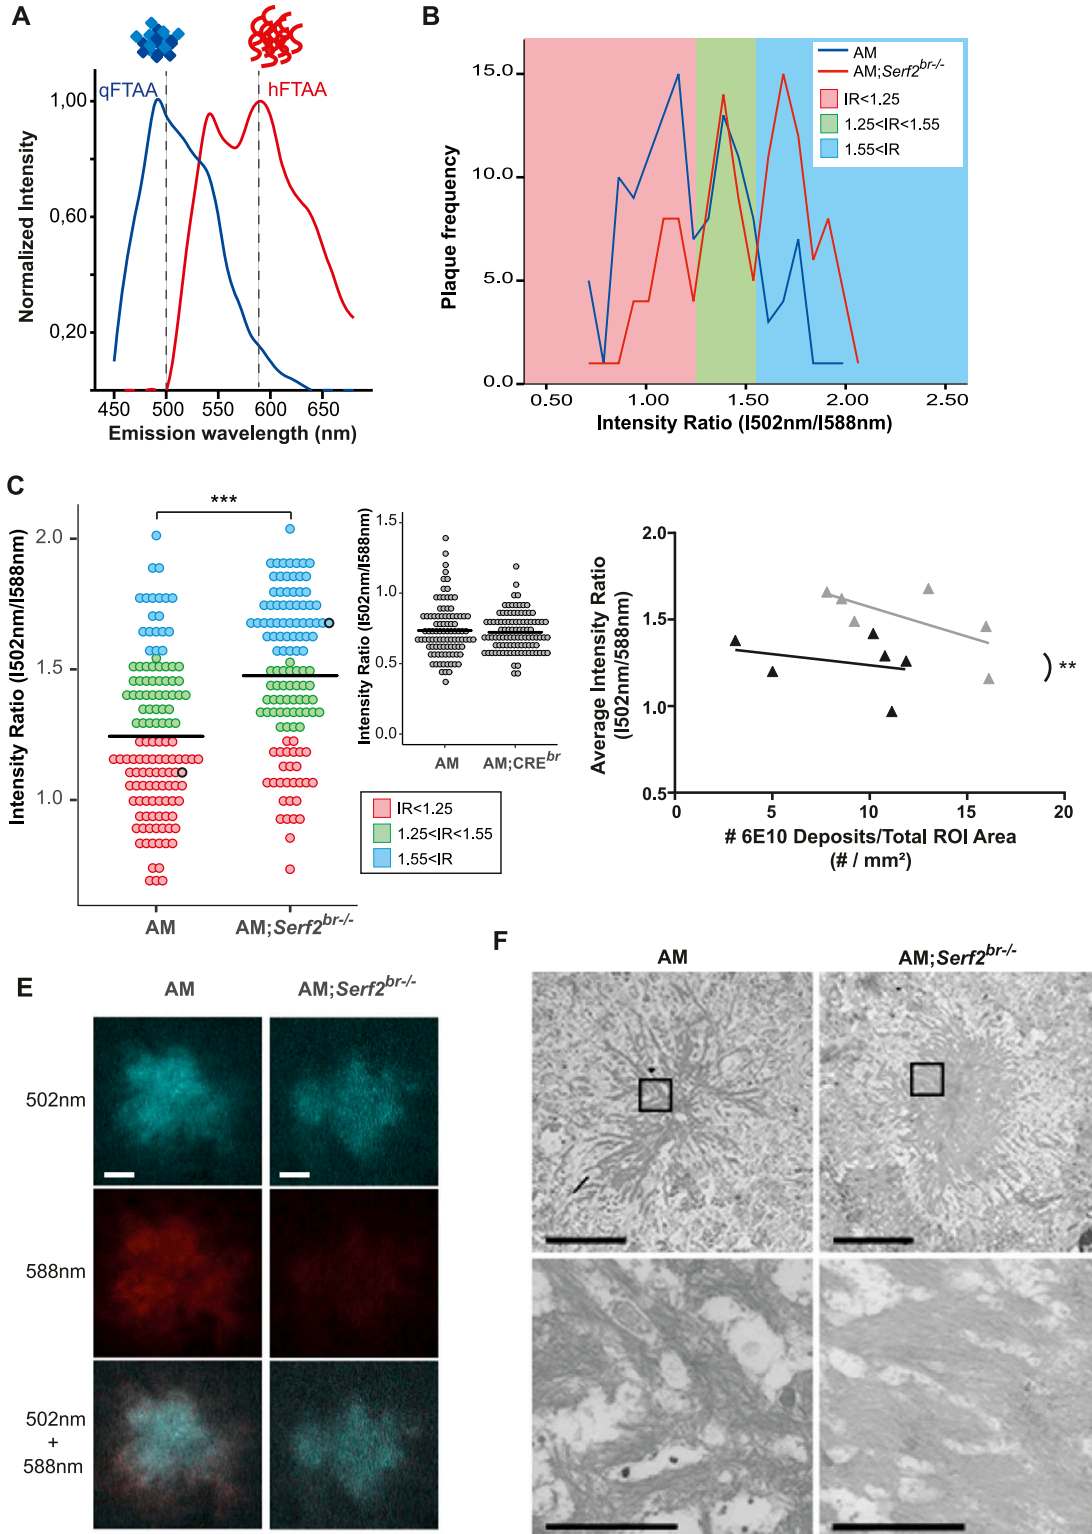 A
qFTAA
hFTAA
1,00
0,60
0,20
Normalized Intensity
450 500 550 600 650
Emission wavelength (nm)
B
AM
AM;Serf2br-/-
IR<1.25
1.25<IR<1.55
1.55<IR
15.0
10.0
5.0
0.0
Plaque frequency
0.50 1.00 1.50 2.00 2.50
Intensity Ratio (I502nm/I588nm)
C
***
2.0
1.5
1.0
Intensity Ratio (I502nm/I588nm)
AM AM;Serf2br-/-
1.5
1.0
0.5
0.0
Intensity Ratio (I502nm/I588nm)
AM AM;CREbr
IR<1.25
1.25<IR<1.55
1.55<IR
2.0
1.5
1.0
0.5
Average Intensity Ratio
(I502nm/588nm)
**
0 5 10 15 20
# 6E10 Deposits/Total ROI Area
(# / mm²)
E
AM AM;Serf2br-/-
502nm
588nm
502nm
+
588nm
F
AM AM;Serf2br-/-